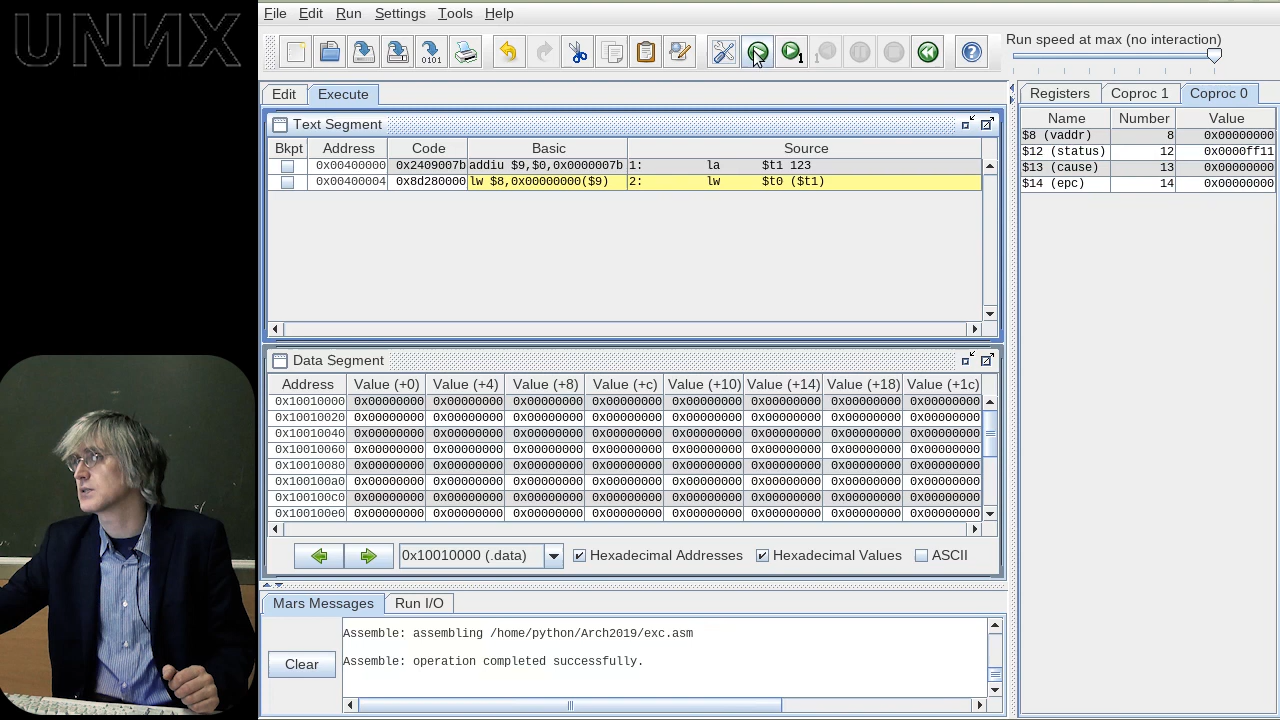 UNИX
File Edit Run Settings Tools Help
Run speed at max (no interaction)
0101
1
1
?
Edit Execute
Registers Coproc 1 Coproc 0
Text Segment
Bkpt Address Code Basic Source
0x00400000 0x2409007b addiu $9,$0,0x0000007b 1: la $t1 123
0x00400004 0x8d280000 lw $8,0x00000000($9) 2: lw $t0 ($t1)
Name Number Value
$8 (vaddr) 8 0x00000000
$12 (status) 12 0x0000ff11
$13 (cause) 13 0x00000000
$14 (epc) 14 0x00000000
Data Segment
Address Value (+0) Value (+4) Value (+8) Value (+c) Value (+10) Value (+14) Value (+18) Value (+1c)
0x10010000 0x00000000 0x00000000 0x00000000 0x00000000 0x00000000 0x00000000 0x00000000 0x00000000
0x10010020 0x00000000 0x00000000 0x00000000 0x00000000 0x00000000 0x00000000 0x00000000 0x00000000
0x10010040 0x00000000 0x00000000 0x00000000 0x00000000 0x00000000 0x00000000 0x00000000 0x00000000
0x10010060 0x00000000 0x00000000 0x00000000 0x00000000 0x00000000 0x00000000 0x00000000 0x00000000
0x10010080 0x00000000 0x00000000 0x00000000 0x00000000 0x00000000 0x00000000 0x00000000 0x00000000
0x100100a0 0x00000000 0x00000000 0x00000000 0x00000000 0x00000000 0x00000000 0x00000000 0x00000000
0x100100c0 0x00000000 0x00000000 0x00000000 0x00000000 0x00000000 0x00000000 0x00000000 0x00000000
0x100100e0 0x00000000 0x00000000 0x00000000 0x00000000 0x00000000 0x00000000 0x00000000 0x00000000
0x10010000 (.data) Hexadecimal Addresses Hexadecimal Values ASCII
Mars Messages Run I/O
Assemble: assembling /home/python/Arch2019/exc.asm
Assemble: operation completed successfully.
Clear